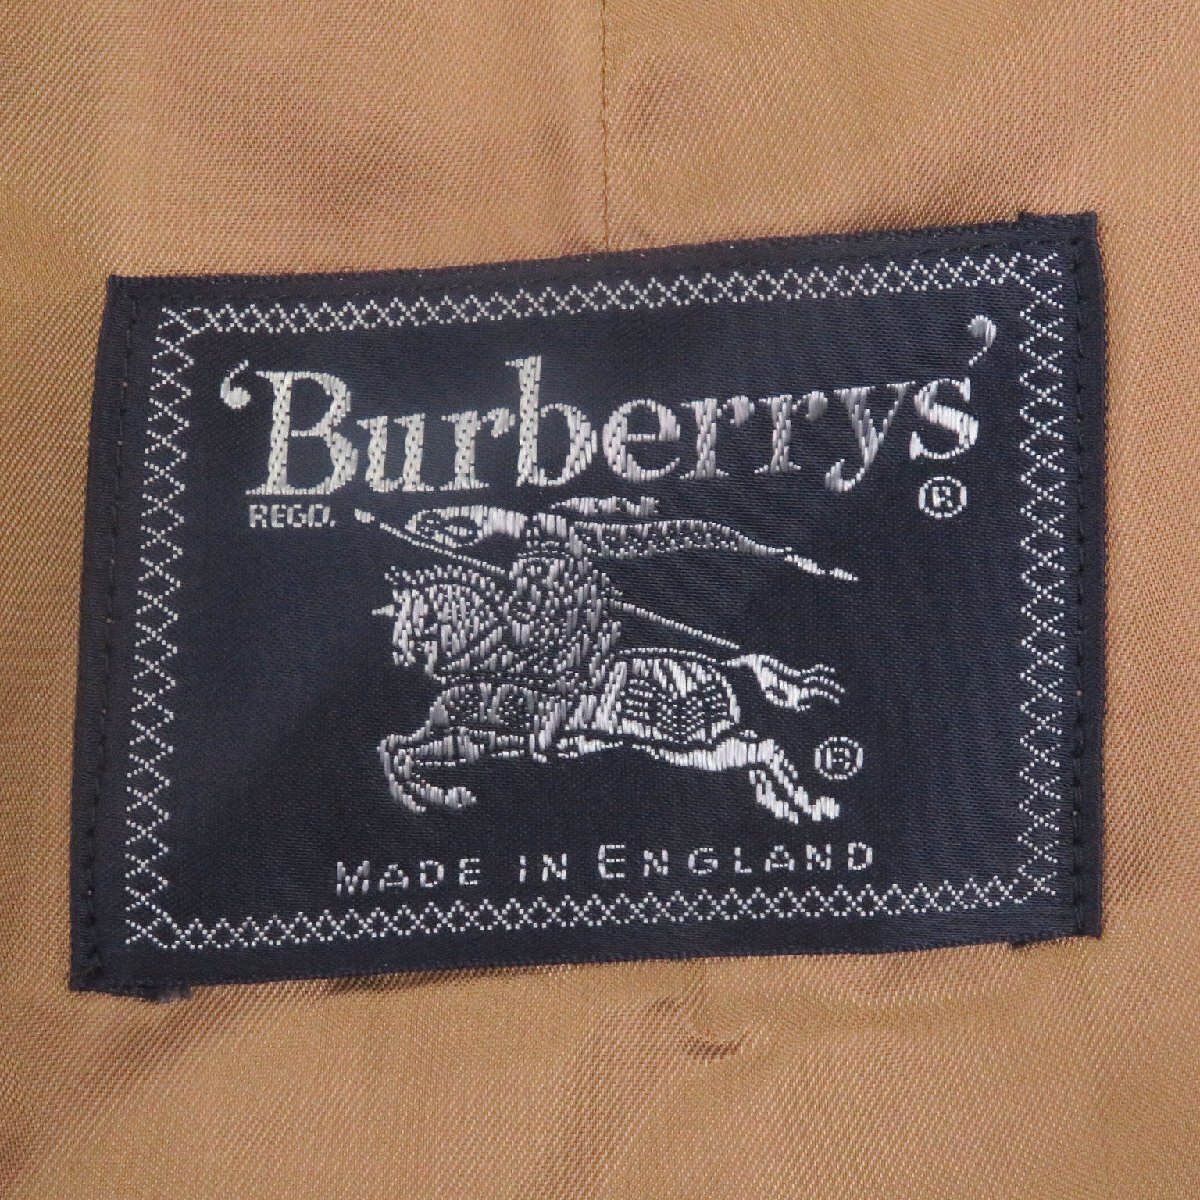 ‘Burberrys’
REGD. ®
®
MADE IN ENGLAND